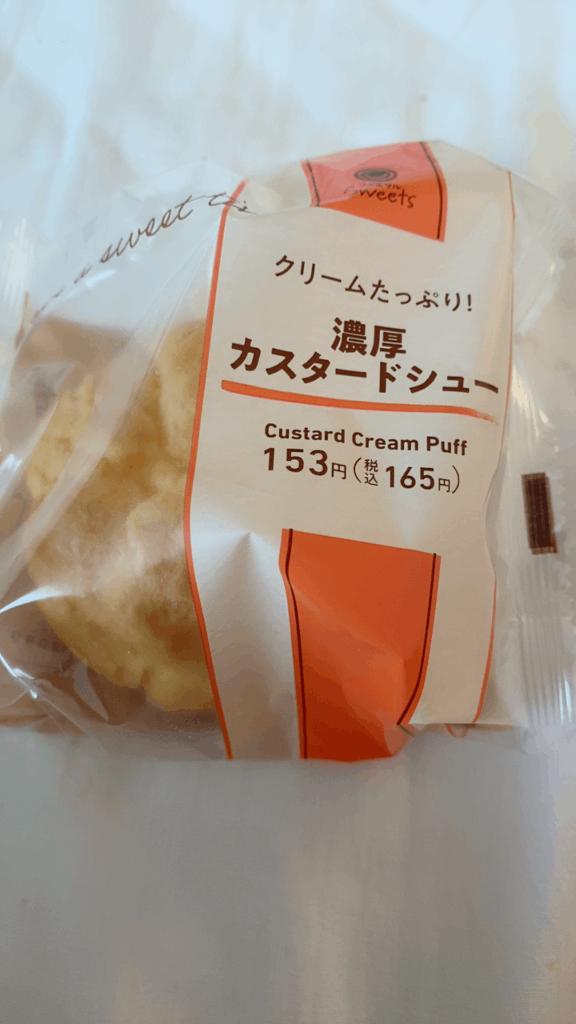 sweet
Sweets
クリームたっぷり!
濃厚
カスタードシュー
Custard Cream Puff
153円(税込165円)